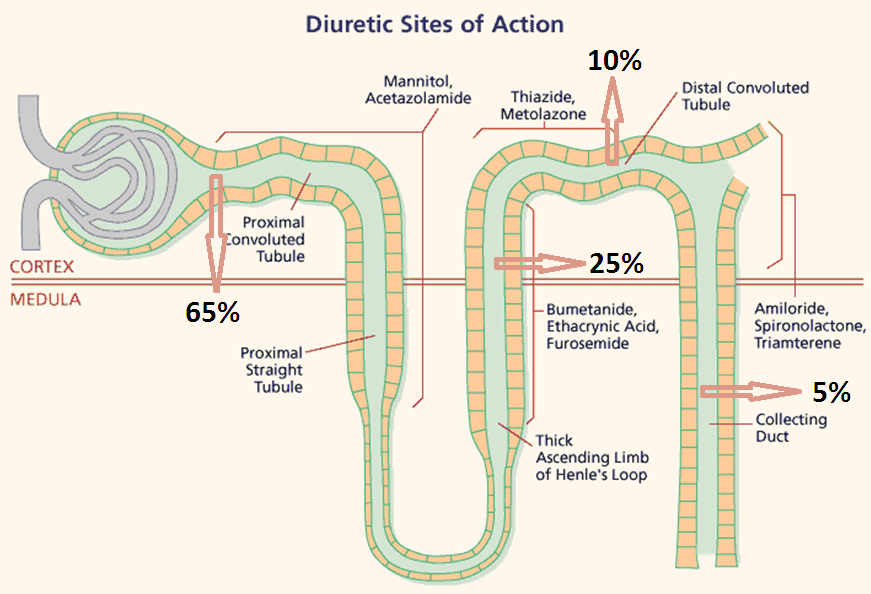 Diuretic Sites of Action
10%
Mannitol,
Acetazolamide
Thiazide,
Metolazone
Distal Convoluted
Tubule
Proximal
Convoluted
Tubule
CORTEX
MEDULA
65%
25%
Bumetanide,
Ethacrynic Acid,
Furosemide
Amiloride,
Spironolactone,
Triamterene
Proximal
Straight
Tubule
5%
Collecting
Duct
Thick
Ascending Limb
of Henle's Loop